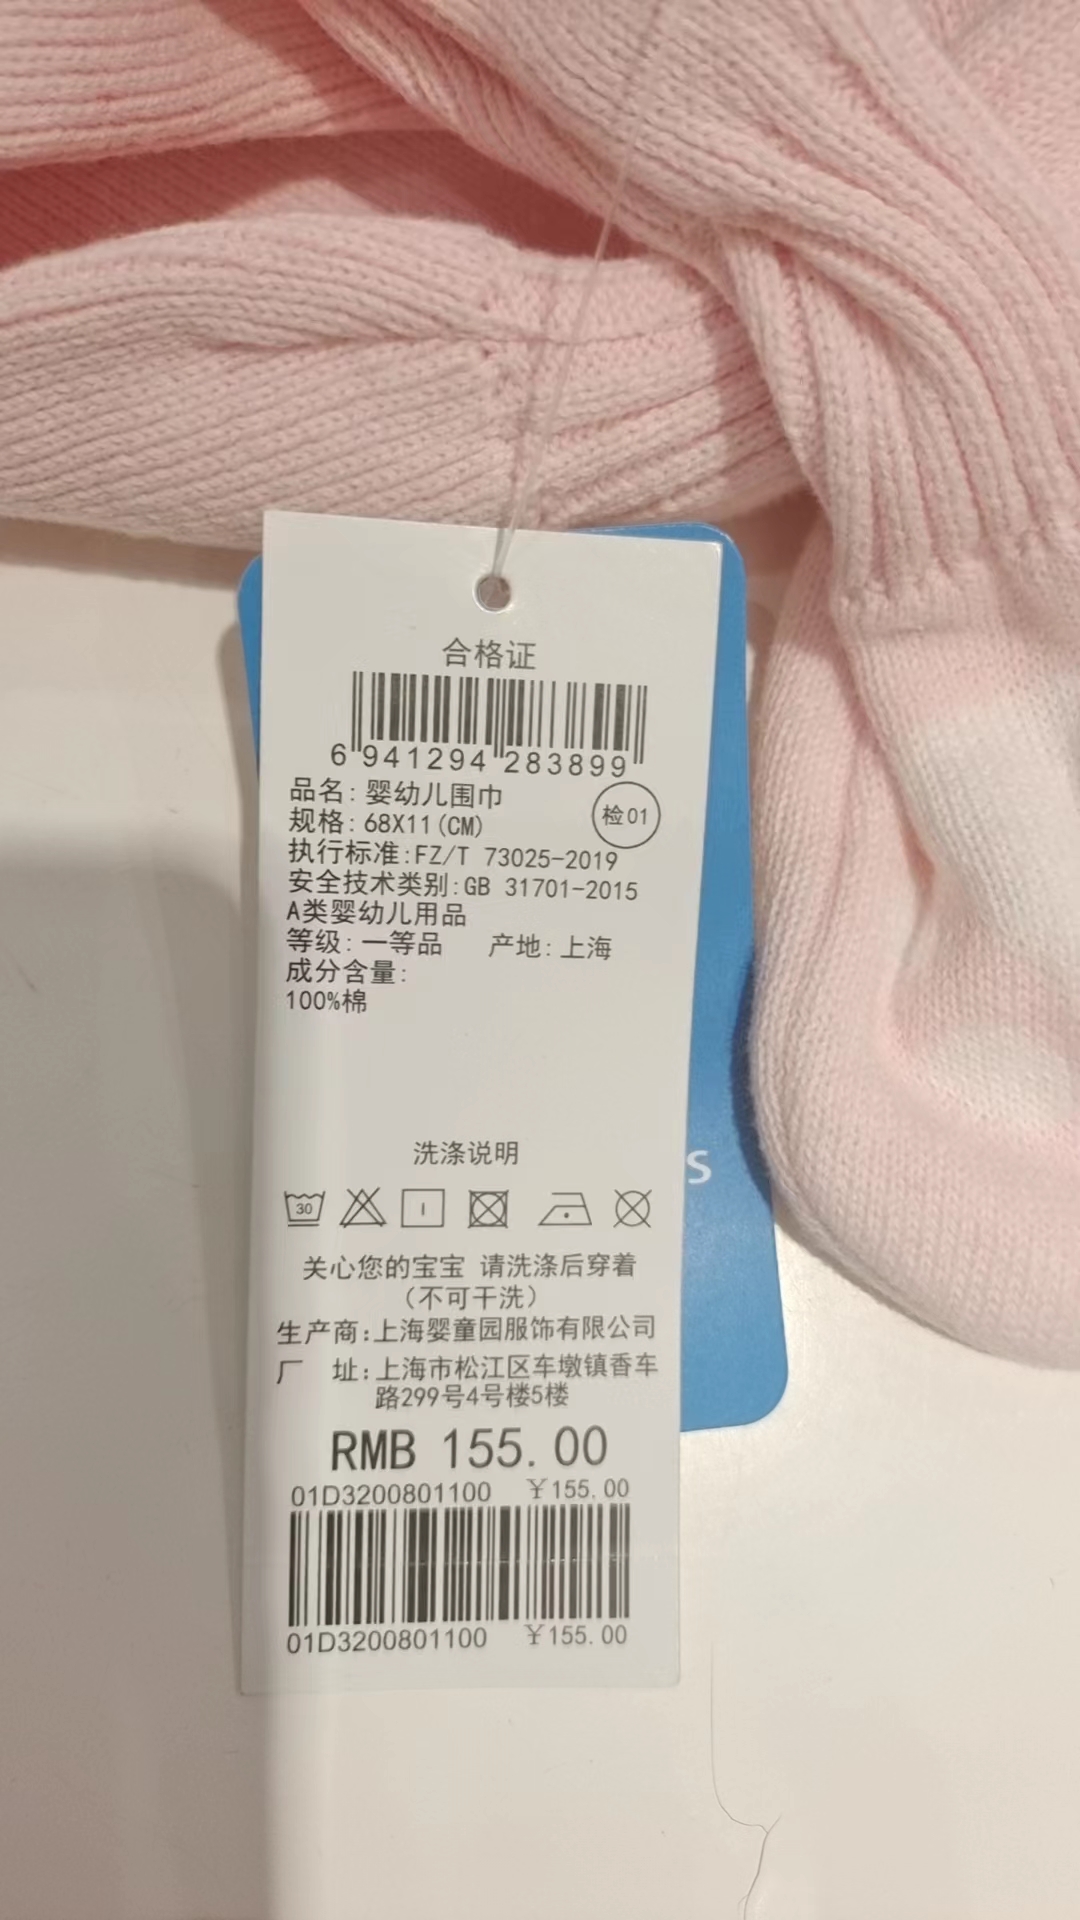 合格证
6 941294 283899
品名: 婴幼儿围巾
规格: 68X11(CM)
检01
执行标准:FZ/T 73025-2019
安全技术类别:GB 31701-2015
A类婴幼儿用品
等级: 一等品 产地: 上海
成分含量:
100%棉
洗涤说明
30
关心您的宝宝 请洗涤后穿着
(不可干洗)
生产商:上海婴童园服饰有限公司
厂 址:上海市松江区车墩镇香车
路299号4号楼5楼
RMB 155.00
01D3200801100 ¥155.00
01D3200801100 ¥155.00
s